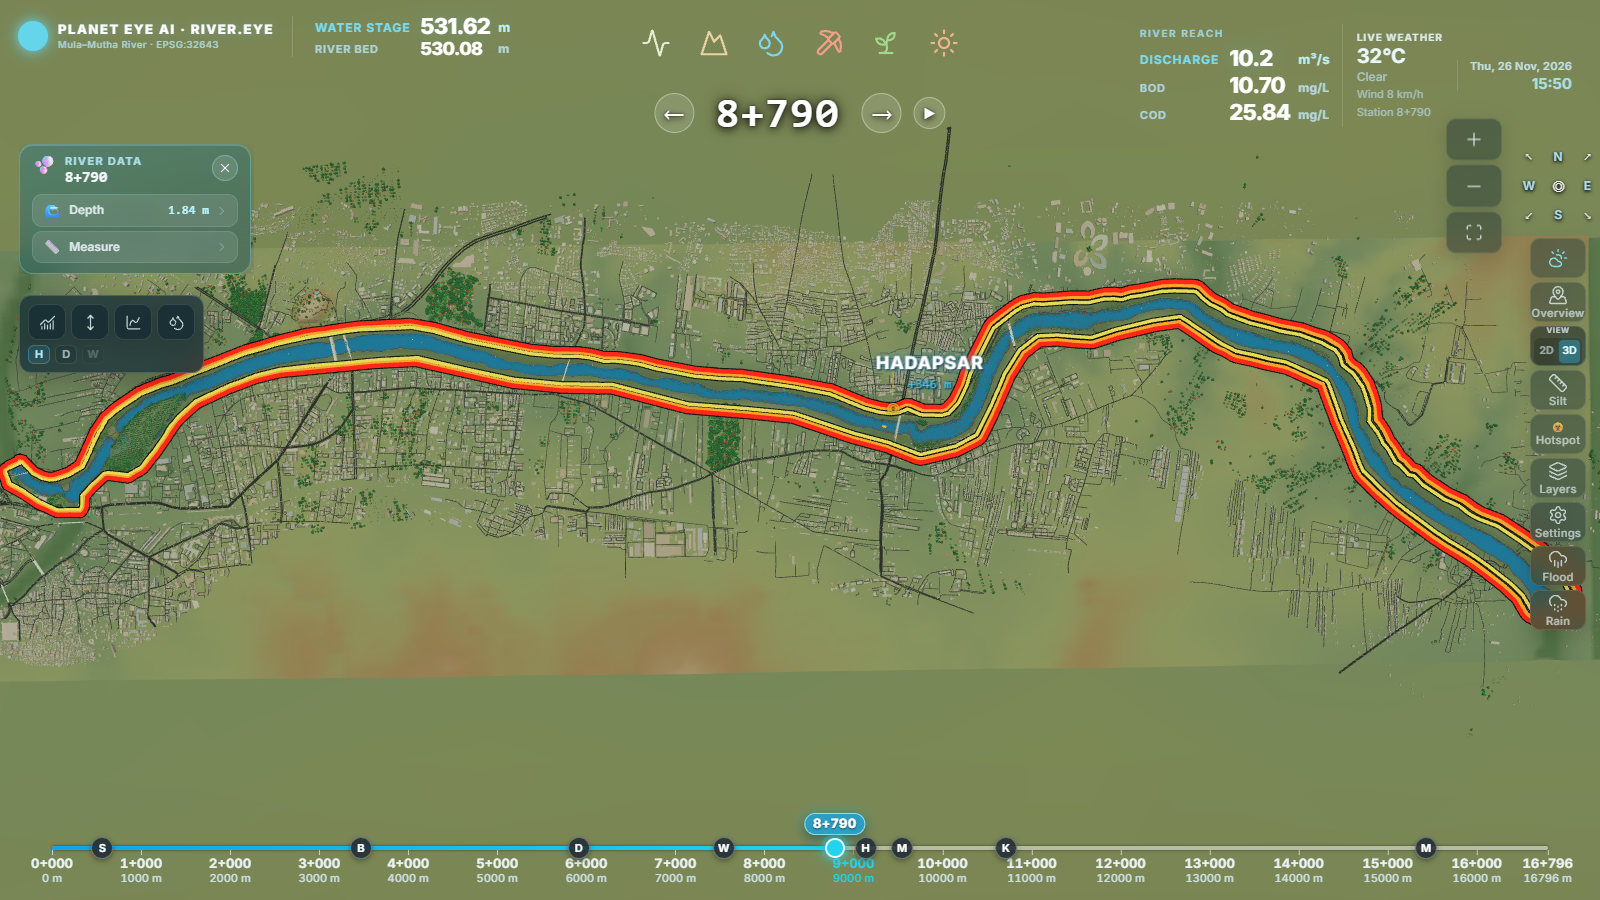 PLANET EYE AI · RIVER.EYE
Mula–Mutha River · EPSG:32643
WATER STAGE 531.62 m
RIVER BED 530.08 m
RIVER REACH
DISCHARGE 10.2 m³/s
BOD 10.70 mg/L
COD 25.84 mg/L
LIVE WEATHER
32°C
Clear
Wind 8 km/h
Station 8+790
Thu, 26 Nov, 2026
15:50
← 8+790 →
RIVER DATA
8+790
Depth 1.84 m
Measure
H D W
N
W E
S
Overview
VIEW
2D 3D
Silt
Hotspot
Layers
Settings
Flood
Rain
HADAPSAR
+346 m
8+790
S B D W H M K M
0+000 1+000 2+000 3+000 4+000 5+000 6+000 7+000 8+000 9+000 10+000 11+000 12+000 13+000 14+000 15+000 16+000 16+796
0 m 1000 m 2000 m 3000 m 4000 m 5000 m 6000 m 7000 m 8000 m 9000 m 10000 m 11000 m 12000 m 13000 m 14000 m 15000 m 16000 m 16796 m